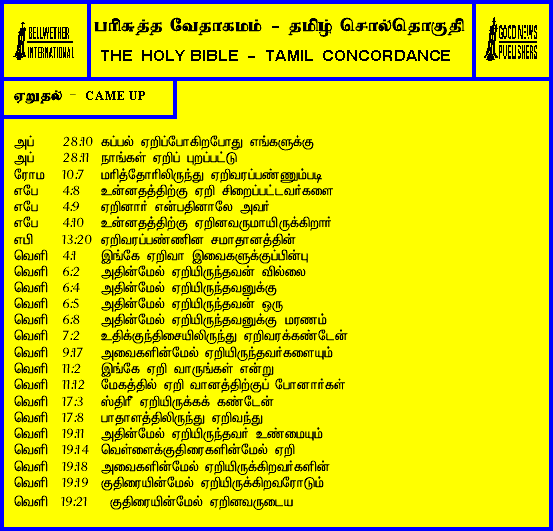 BELLWETHER
INTERNATIONAL
பரிசுத்த வேதாகமம் - தமிழ் சொல்தொகுதி
THE HOLY BIBLE - TAMIL CONCORDANCE
GOOD NEWS
PUBLISHERS
ஏறுதல் - CAME UP
அப் 28:10 கப்பல் ஏறிப்போகிறபோது எங்களுக்கு
அப் 28:11 நாங்கள் ஏறிப் புறப்பட்டு
ரோம 10:7 மரித்தோரிலிருந்து ஏறிவரப்பண்ணும்படி
எபே 4:8 உன்னதத்திற்கு ஏறி சிறைப்பட்டவர்களை
எபே 4:9 ஏறினார் என்பதினாலே அவர்
எபே 4:10 உன்னதத்திற்கு ஏறினவருமாயிருக்கிறார்
எபி 13:20 ஏறிவரப்பண்ணின சமாதானத்தின்
வெளி 4:1 இங்கே ஏறிவா இவைகளுக்குப்பின்பு
வெளி 6:2 அதின்மேல் ஏறியிருந்தவன் வில்லை
வெளி 6:4 அதின்மேல் ஏறியிருந்தவனுக்கு
வெளி 6:5 அதின்மேல் ஏறியிருந்தவன் ஒரு
வெளி 6:8 அதின்மேல் ஏறியிருந்தவனுக்கு மரணம்
வெளி 7:2 உதிக்குந்திசையிலிருந்து ஏறிவரக்கண்டேன்
வெளி 9:17 அவைகளின்மேல் ஏறியிருந்தவர்களையும்
வெளி 11:2 இங்கே ஏறி வாருங்கள் என்று
வெளி 11:12 மேகத்தில் ஏறி வானத்திற்குப் போனார்கள்
வெளி 17:3 ஸ்திரீ ஏறியிருக்கக் கண்டேன்
வெளி 17:8 பாதாளத்திலிருந்து ஏறிவந்து
வெளி 19:11 அதின்மேல் ஏறியிருந்தவர் உண்மையும்
வெளி 19:14 வெள்ளைக்குதிரைகளின்மேல் ஏறி
வெளி 19:18 அவைகளின்மேல் ஏறியிருக்கிறவர்களின்
வெளி 19:19 குதிரையின்மேல் ஏறியிருக்கிறவரோடும்
வெளி 19:21 குதிரையின்மேல் ஏறினவருடைய